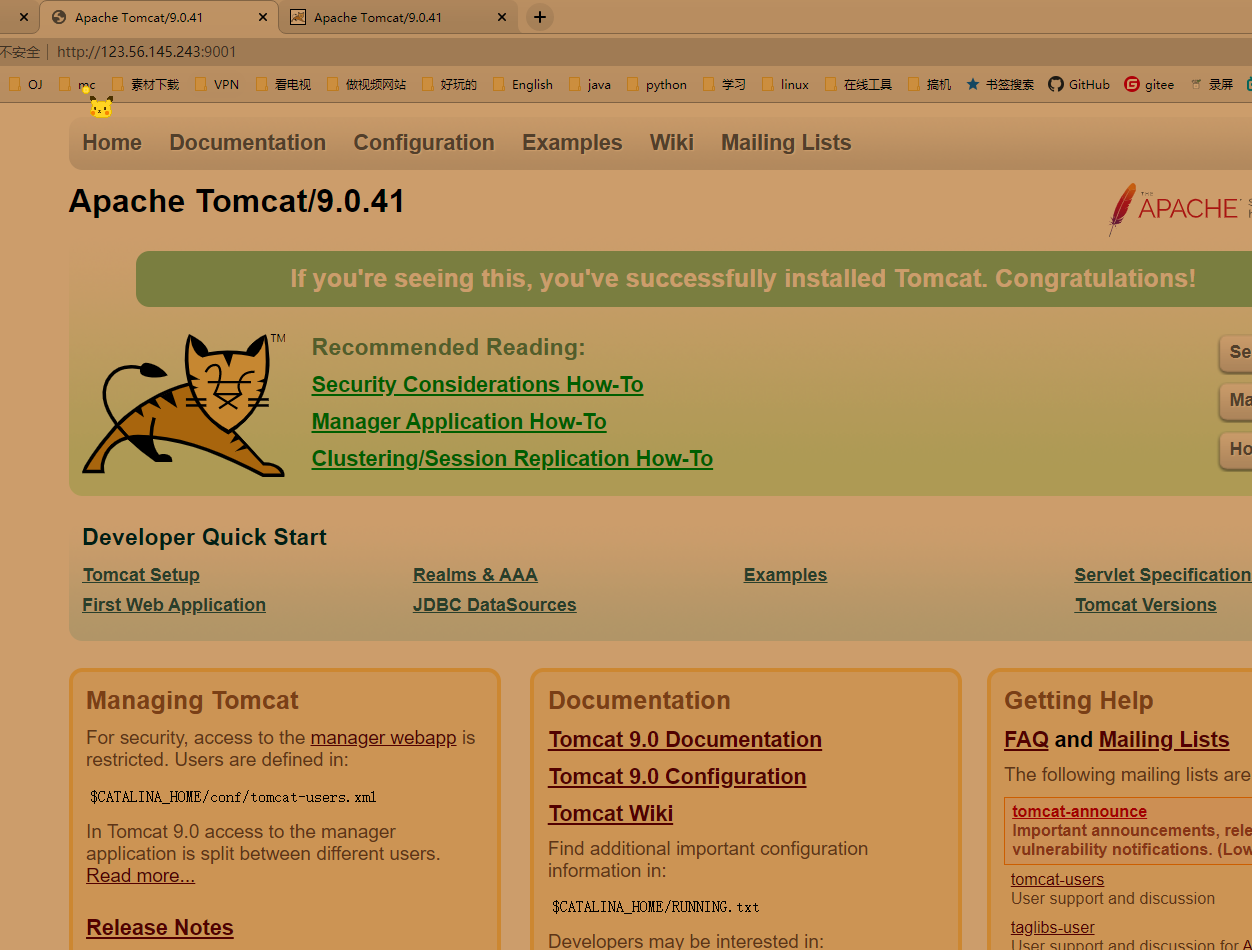 Apache Tomcat/9.0.41
Apache Tomcat/9.0.41
不安全 | http://123.56.145.243:9001
OJ mc 素材下载 VPN 看电视 做视频网站 好玩的 English java python 学习 linux 在线工具 搞机 书签搜索 GitHub gitee 录屏
Home Documentation Configuration Examples Wiki Mailing Lists
Apache Tomcat/9.0.41
THE
APACHE
If you're seeing this, you've successfully installed Tomcat. Congratulations!
TM
Recommended Reading:
Security Considerations How-To
Manager Application How-To
Clustering/Session Replication How-To
Se
Ma
Ho
Developer Quick Start
Tomcat Setup
First Web Application
Realms & AAA
JDBC DataSources
Examples
Servlet Specification
Tomcat Versions
Managing Tomcat
For security, access to the manager webapp is
restricted. Users are defined in:
$CATALINA_HOME/conf/tomcat-users.xml
In Tomcat 9.0 access to the manager
application is split between different users.
Read more...
Release Notes
Documentation
Tomcat 9.0 Documentation
Tomcat 9.0 Configuration
Tomcat Wiki
Find additional important configuration
information in:
$CATALINA_HOME/RUNNING.txt
Developers may be interested in:
Getting Help
FAQ and Mailing Lists
The following mailing lists are
tomcat-announce
Important announcements, rele
vulnerability notifications. (Low
tomcat-users
User support and discussion
taglibs-user
User support and discussion for A